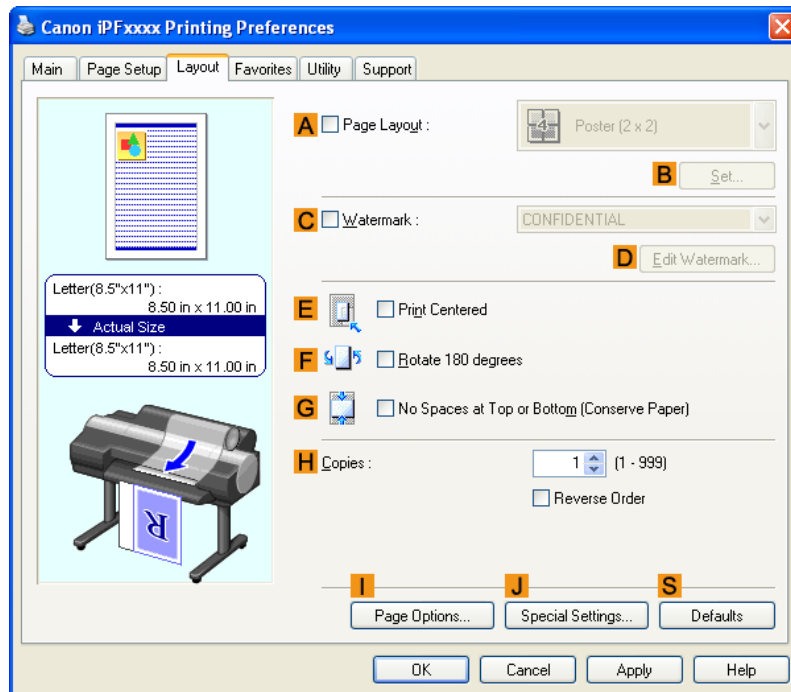 Canon iPFxxxx Printing Preferences
Main Page Setup Layout Favorites Utility Support
A Page Layout : 4 Poster (2 x 2)
B Set...
C Watermark : CONFIDENTIAL
D Edit Watermark...
Letter(8.5"x11") :
8.50 in x 11.00 in
Actual Size
Letter(8.5"x11") :
8.50 in x 11.00 in
E Print Centered
F Rotate 180 degrees
G No Spaces at Top or Bottom (Conserve Paper)
H Copies : 1 (1 - 999)
Reverse Order
R
I J S
Page Options... Special Settings... Defaults
OK Cancel Apply Help